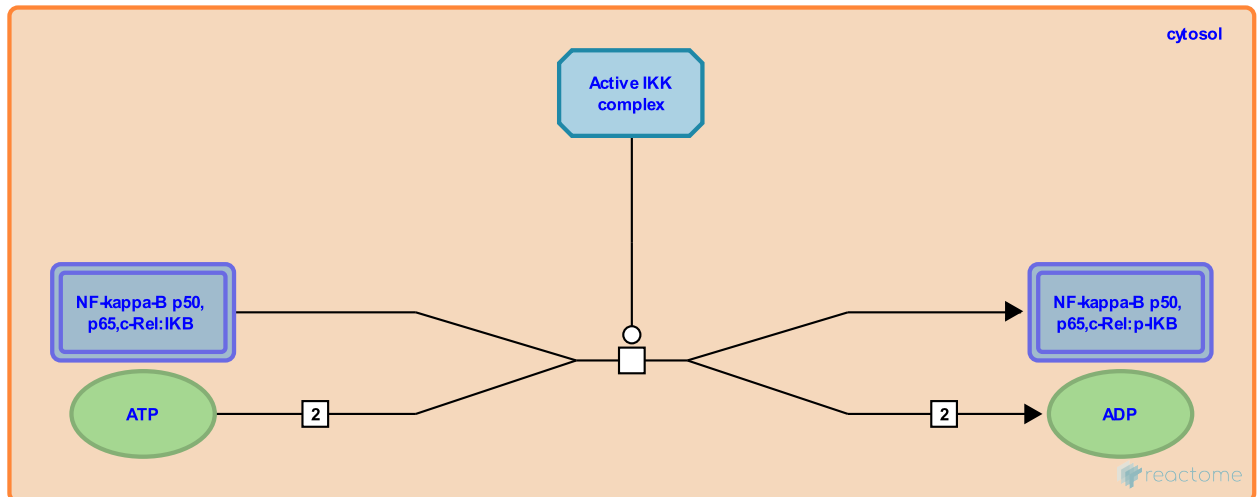 cytosol
Active IKK
complex
NF-kappa-B p50,
p65,c-Rel:IKB
NF-kappa-B p50,
p65,c-Rel:p-IKB
ATP
2
2
ADP
reactome